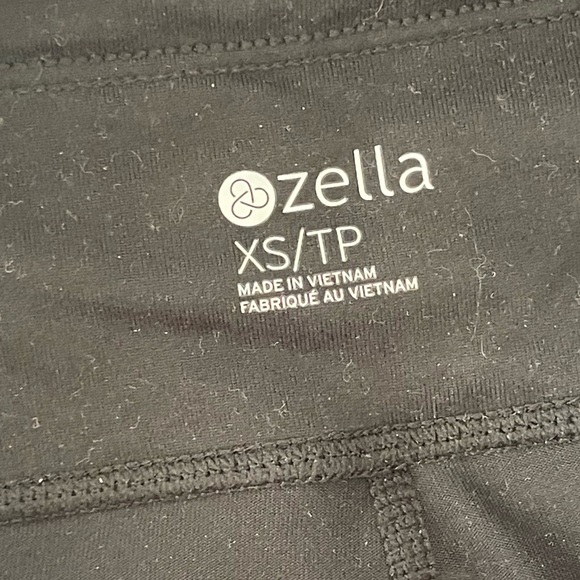 zella
XS/TP
MADE IN VIETNAM
FABRIQUÉ AU VIETNAM